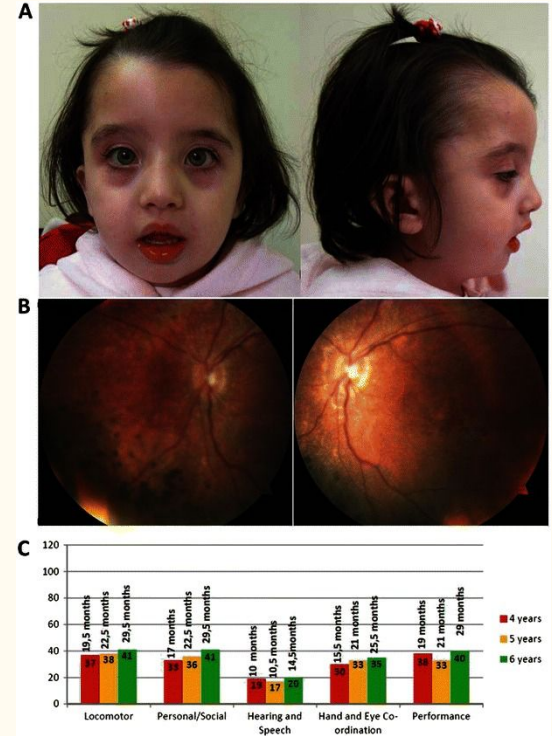 A
B
C
120
100
80
60
40
20
0
19,5 months
22,5 months
29,5 months
17 months
22,5 months
29,5 months
10 months
10,5 months
14,5months
15,5 months
21 months
25,5 months
19 months
21 months
29 months
37 38 41
33 36 41
19 17 20
30 33 35
38 33 40
Locomotor
Personal/Social
Hearing and
Speech
Hand and Eye Co-
ordination
Performance
4 years
5 years
6 years